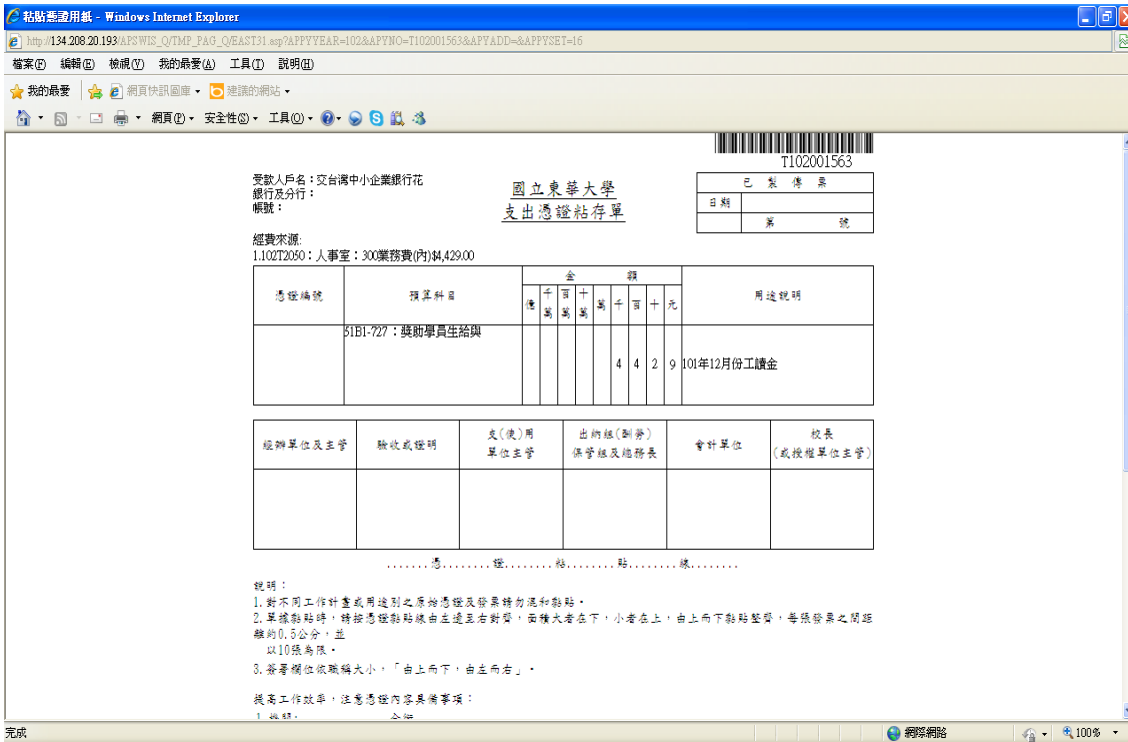 粘貼憑證用紙 - Windows Internet Explorer
http://134.208.20.193/APSWIS_Q/TMP_PAG_Q/EAST31.asp?APPYYEAR=102&APYNO=T102001563&APYADD=&APPYSET=16
檔案(F) 編輯(E) 檢視(V) 我的最愛(A) 工具(T) 說明(H)
我的最愛 網頁快訊圖庫 建議的網站
網頁(P) 安全性(S) 工具(O)
T102001563
受款人戶名：交台灣中小企業銀行花
銀行及分行：
帳號：
國立東華大學
支出憑證粘存單
已製傳票
日期
第 號
經費來源:
1.102T2050：人事室：300業務費(內)$4,429.00
憑證編號 預算科目 金額 用途說明
億 千萬 百萬 十萬 萬 千 百 十 元
51B1-727：獎助學員生給與
4 4 2 9 101年12月份工讀金
經辦單位及主管 驗收或證明 支(使)用單位主管 出納組(酬勞)保管組及總務長 會計單位 校長(或授權單位主管)
.......憑........證........粘........貼........線........
說明：
1.對不同工作計畫或用途別之原始憑證及發票請勿混和黏貼。
2.單據黏貼時，請按憑證黏貼線由左邊至右對齊，面積大者在下，小者在上，由上而下黏貼整齊，每張發票之間距
離約0.5公分，並
以10張為限。
3.簽署欄位依職稱大小，「由上而下，由左而右」。
提高工作效率，注意憑證內容具備事項：
完成 網際網路 100%